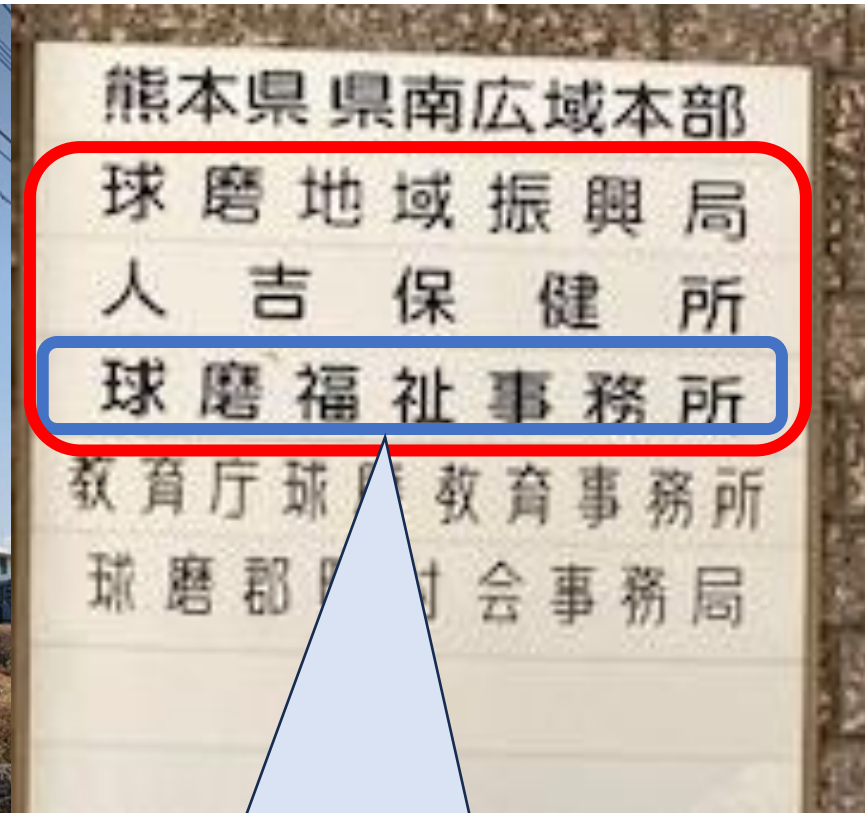 熊本県 県南広域本部
球磨地域振興局
人吉保健所
球磨福祉事務所
教育庁球 教育事務所
球磨郡 村会事務局